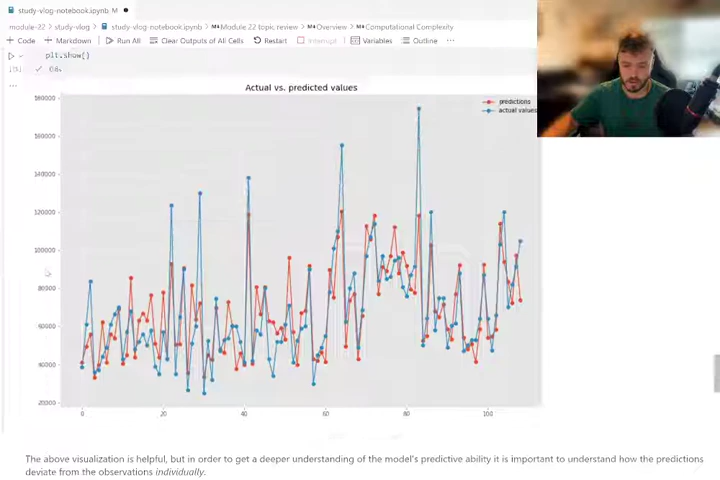 study-vlog-notebook.ipynb M
module-22 > study-vlog > study-vlog-notebook.ipynb > M↓Module 22 topic review > M↓Overview > M↓Computational Complexity
+ Code + Markdown Run All Clear Outputs of All Cells Restart Interrupt Variables Outline ...
plt.show()
Actual vs. predicted values
predictions
actual values
180000
160000
140000
120000
100000
80000
60000
40000
20000
0 20 40 60 80 100
The above visualization is helpful, but in order to get a deeper understanding of the model's predictive ability it is important to understand how the predictions
deviate from the observations individually.